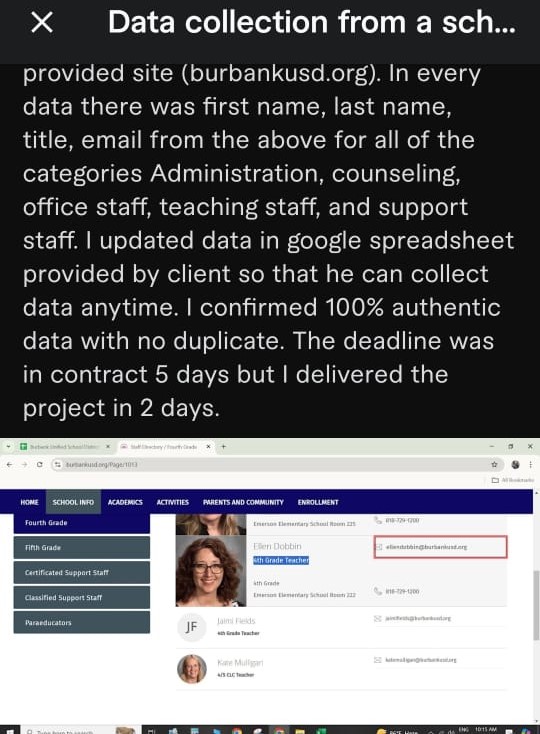 Data collection from a sch...
provided site (burbankusd.org). In every
data there was first name, last name,
title, email from the above for all of the
categories Administration, counseling,
office staff, teaching staff, and support
staff. I updated data in google spreadsheet
provided by client so that he can collect
data anytime. I confirmed 100% authentic
data with no duplicate. The deadline was
in contract 5 days but I delivered the
project in 2 days.
Burbank Unified School District
Staff Directory / Fourth Grade
burbankusd.org/Page/1013
All Bookmarks
HOME SCHOOL INFO ACADEMICS ACTIVITIES PARENTS AND COMMUNITY ENROLLMENT
Fourth Grade
Fifth Grade
Certificated Support Staff
Classified Support Staff
Paraeducators
Emerson Elementary School Room 225
818-729-1200
Ellen Dobbin
4th Grade Teacher
ellendobbin@burbankusd.org
4th Grade
Emerson Elementary School Room 222
818-729-1200
JF
Jaimi Fields
4th Grade Teacher
jaimifields@burbankusd.org
Kate Mulligan
4/5 CLC Teacher
katemulligan@burbankusd.org
Type here to search
86°F Haze
ENG
10:15 AM